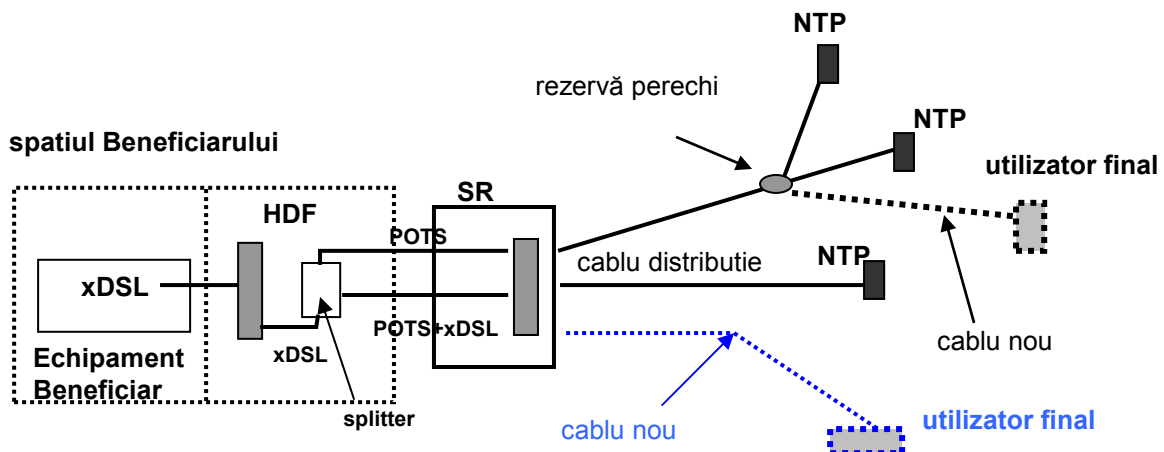 NTP
rezervă perechi
NTP
spatiul Beneficiarului
utilizator final
SR
HDF
POTS
cablu distributie
NTP
xDSL
POTS+xDSL
cablu nou
xDSL
Echipament
Beneficiar
splitter
cablu nou
utilizator final